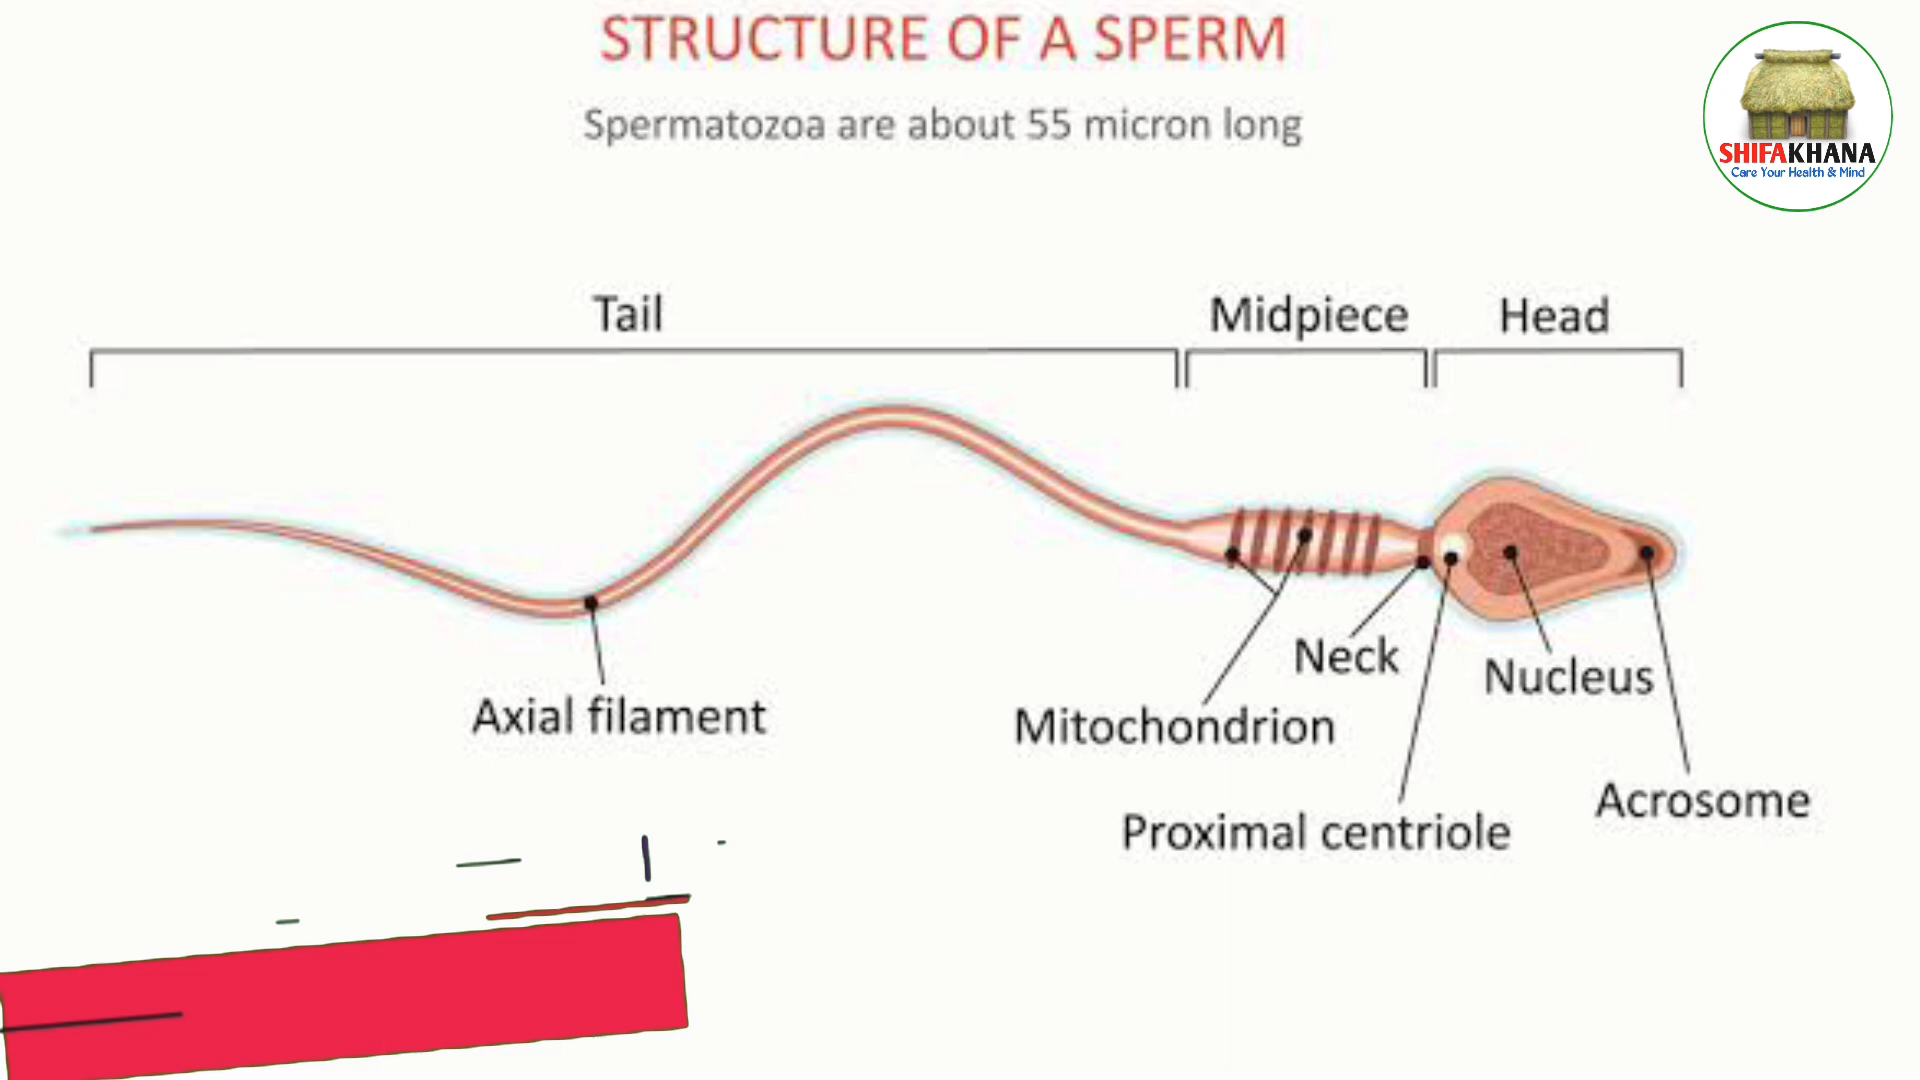 STRUCTURE OF A SPERM
Spermatozoa are about 55 micron long
SHIFAKHANA
Care Your Health & Mind
Tail
Midpiece
Head
Neck
Nucleus
Axial filament
Mitochondrion
Acrosome
Proximal centriole